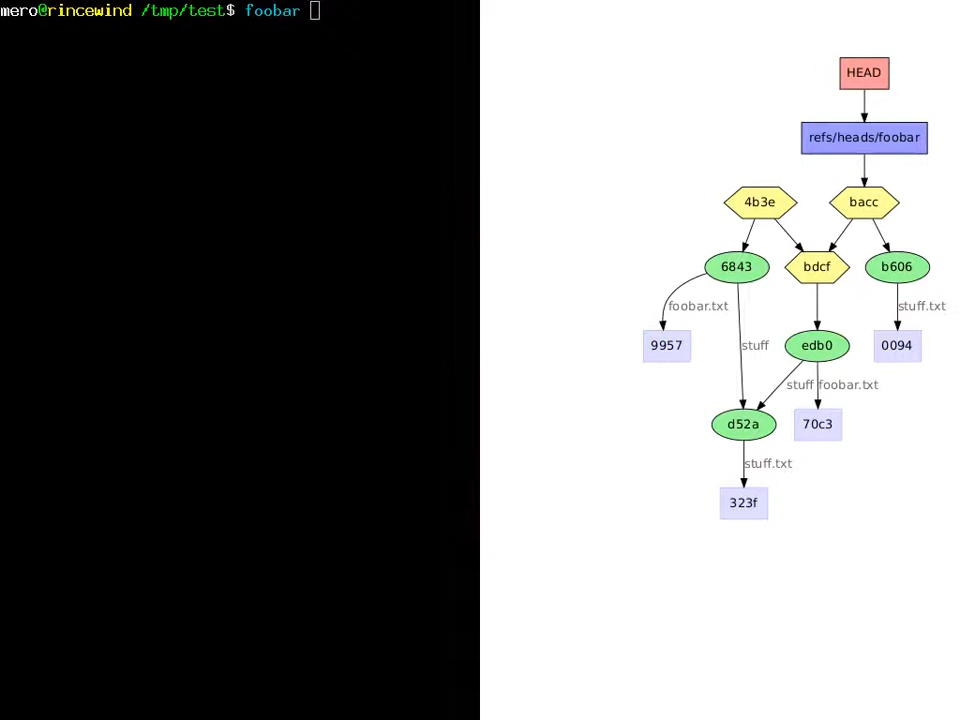 mero@rincewind /tmp/test$ foobar
HEAD
refs/heads/foobar
4b3e bacc
6843 bdcf b606
foobar.txt stuff.txt
9957 stuff edb0 0094
stuff foobar.txt
d52a 70c3
stuff.txt
323f